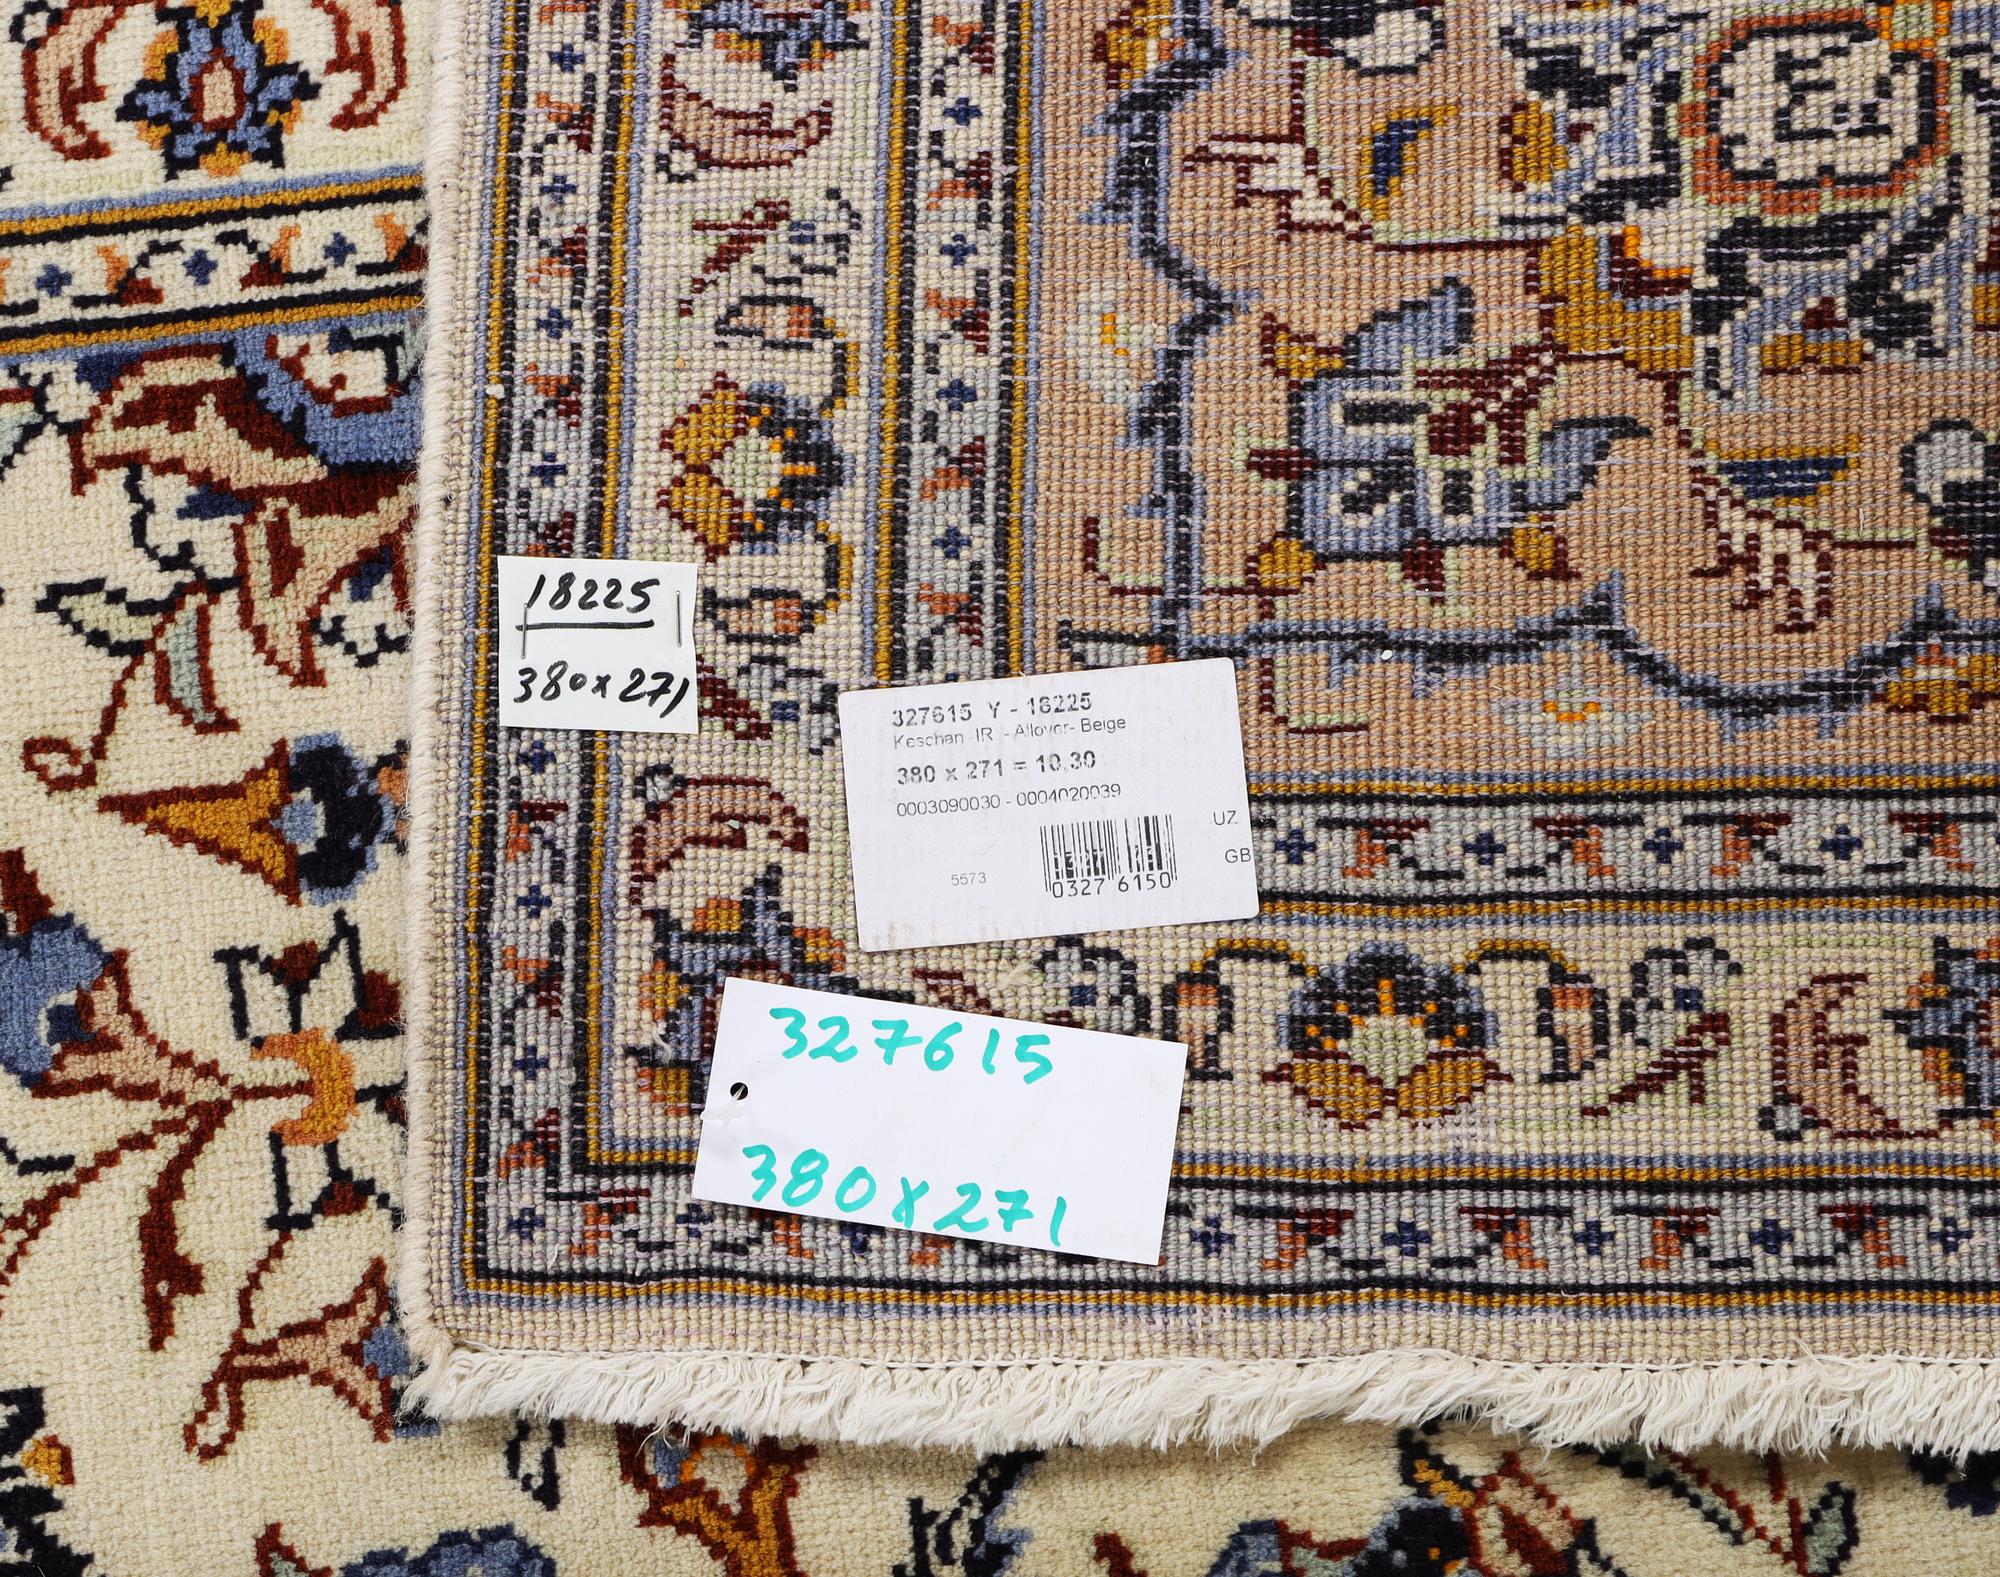 18225
380x271
327615 Y - 18225
Keschan -IR - Allover- Beige
380 x 271 = 10,30
0003090030 - 0004020039
UZ
GB
5573
0327 6150
327615
380x271